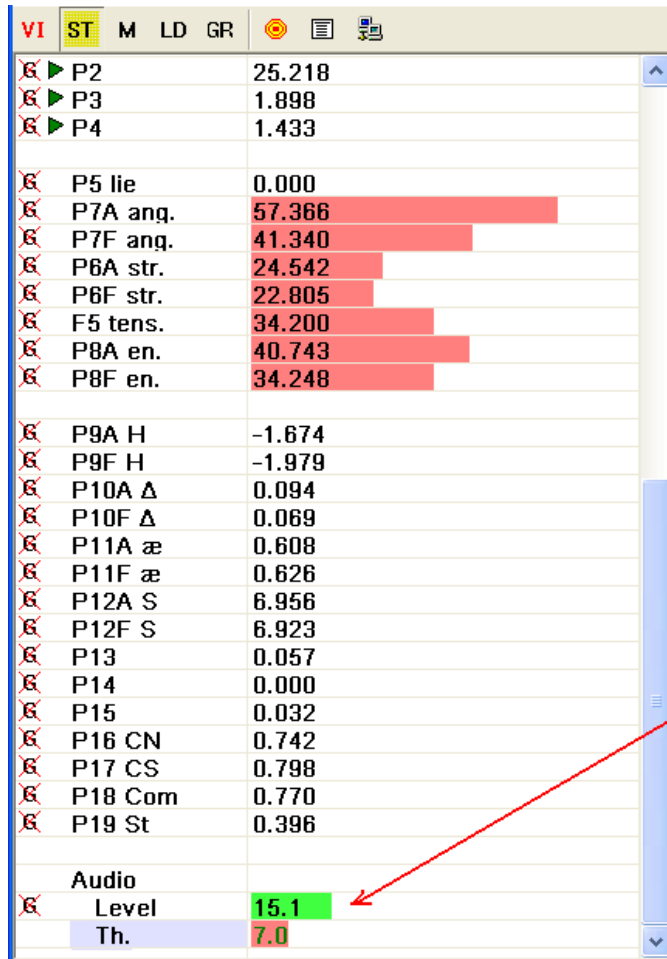 VI ST M LD GR
G P2 25.218
G P3 1.898
G P4 1.433
G P5 lie 0.000
G P7A ang. 57.366
G P7F ang. 41.340
G P6A str. 24.542
G P6F str. 22.805
G F5 tens. 34.200
G P8A en. 40.743
G P8F en. 34.248
G P9A H -1.674
G P9F H -1.979
G P10A Δ 0.094
G P10F Δ 0.069
G P11A æ 0.608
G P11F æ 0.626
G P12A S 6.956
G P12F S 6.923
G P13 0.057
G P14 0.000
G P15 0.032
G P16 CN 0.742
G P17 CS 0.798
G P18 Com 0.770
G P19 St 0.396
Audio
G Level 15.1
Th. 7.0